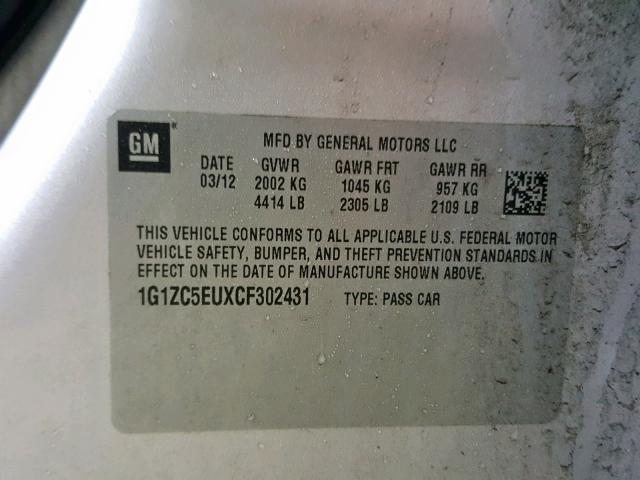 GM
MFD BY GENERAL MOTORS LLC
DATE GVWR GAWR FRT GAWR RR
03/12 2002 KG 1045 KG 957 KG
4414 LB 2305 LB 2109 LB
THIS VEHICLE CONFORMS TO ALL APPLICABLE U.S. FEDERAL MOTOR
VEHICLE SAFETY, BUMPER, AND THEFT PREVENTION STANDARDS IN
EFFECT ON THE DATE OF MANUFACTURE SHOWN ABOVE.
1G1ZC5EUXCF302431 TYPE: PASS CAR